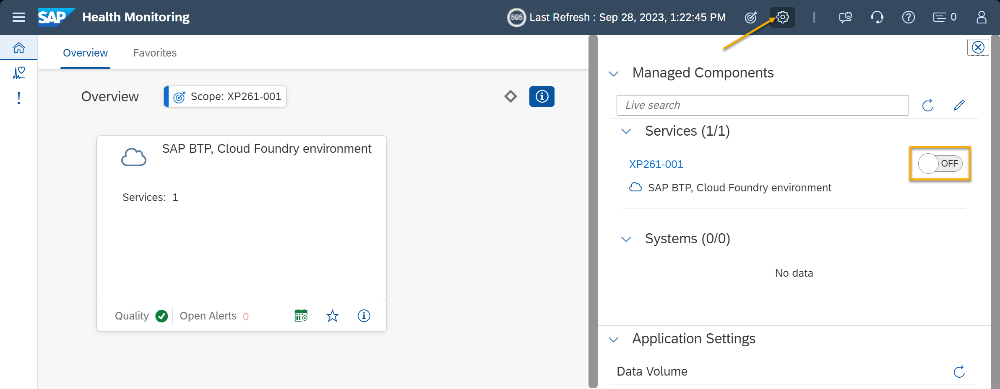 SAP Health Monitoring
595 Last Refresh : Sep 28, 2023, 1:22:45 PM
0
Overview Favorites
Overview Scope: XP261-001
SAP BTP, Cloud Foundry environment
Services: 1
Quality Open Alerts 0
Managed Components
Live search
Services (1/1)
XP261-001 OFF
SAP BTP, Cloud Foundry environment
Systems (0/0)
No data
Application Settings
Data Volume